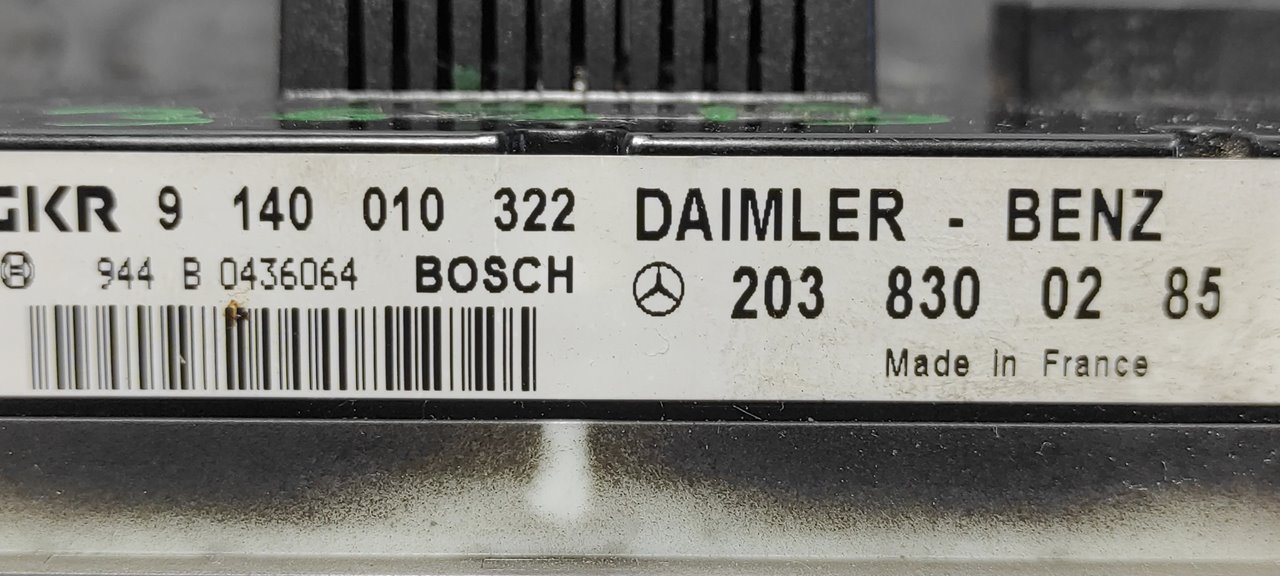 GKR 9 140 010 322
944 B 0436064 BOSCH
DAIMLER - BENZ
203 830 02 85
Made in France